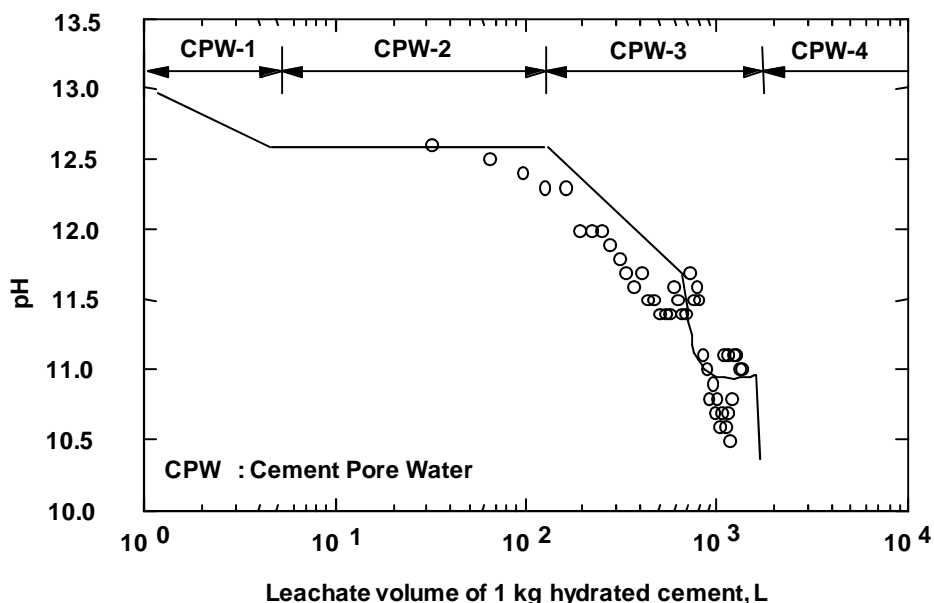 13.5
CPW-1 CPW-2 CPW-3 CPW-4
13.0
12.5
12.0
pH
11.5
11.0
10.5
CPW : Cement Pore Water
10.0
10 0 10 1 10 2 10 3 10 4
Leachate volume of 1 kg hydrated cement, L